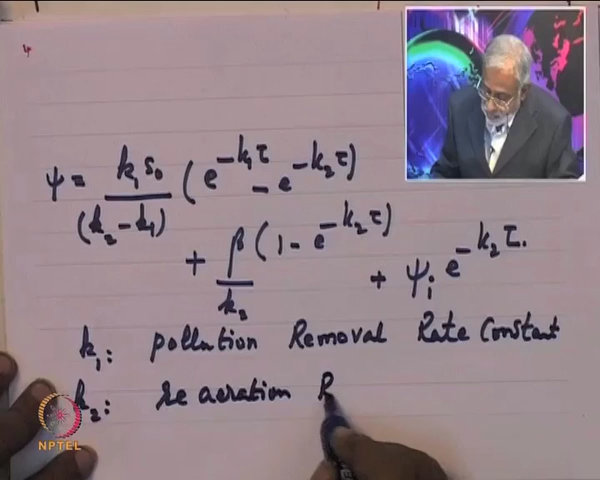 4
ψ = k₁ s₀ / (k₂ - k₁) ( e^{-k₁τ} - e^{-k₂τ} )
+ β / k₂ ( 1 - e^{-k₂τ} ) + ψᵢ e^{-k₂τ}.
k₁: pollution Removal Rate Constant
k₂: re aeration R
NPTEL